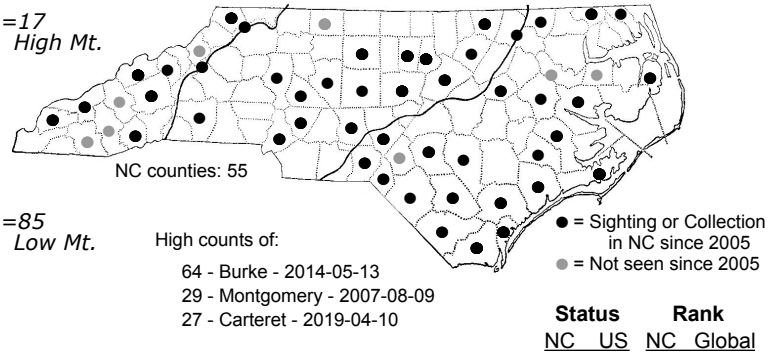 =17
High Mt.
NC counties: 55
=85
Low Mt.
High counts of:
64 - Burke - 2014-05-13
29 - Montgomery - 2007-08-09
27 - Carteret - 2019-04-10
● = Sighting or Collection
in NC since 2005
● = Not seen since 2005
Status Rank
NC US NC Global